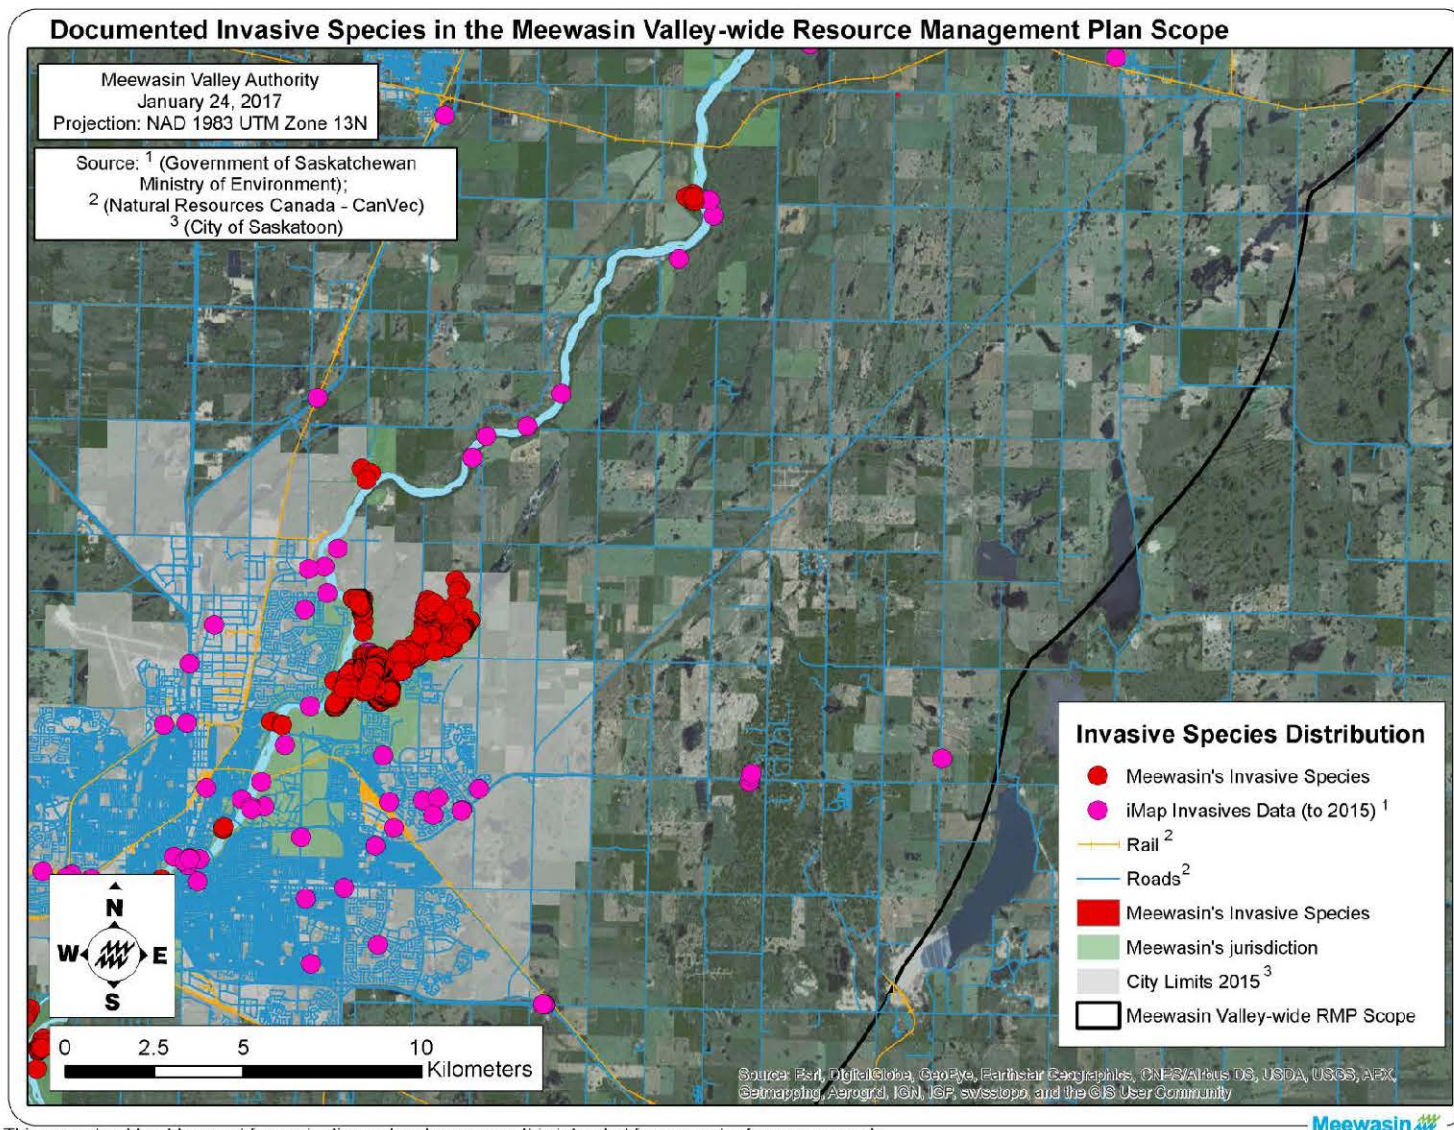 Documented Invasive Species in the Meewasin Valley-wide Resource Management Plan Scope
Meewasin Valley Authority
January 24, 2017
Projection: NAD 1983 UTM Zone 13N
Source: 1 (Government of Saskatchewan
Ministry of Environment);
2 (Natural Resources Canada - CanVec)
3 (City of Saskatoon)
Invasive Species Distribution
Meewasin's Invasive Species
iMap Invasives Data (to 2015) 1
Rail 2
Roads 2
Meewasin's Invasive Species
Meewasin's jurisdiction
City Limits 2015 3
Meewasin Valley-wide RMP Scope
N
W E
S
0 2.5 5 10
Kilometers
Source: Esri, DigitalGlobe, GeoEye, Earthstar Geographics, CNES/Airbus DS, USDA, USGS, AEX,
Getmapping, Aerogrid, IGN, IGP, swisstopo, and the GIS User Community
Meewasin